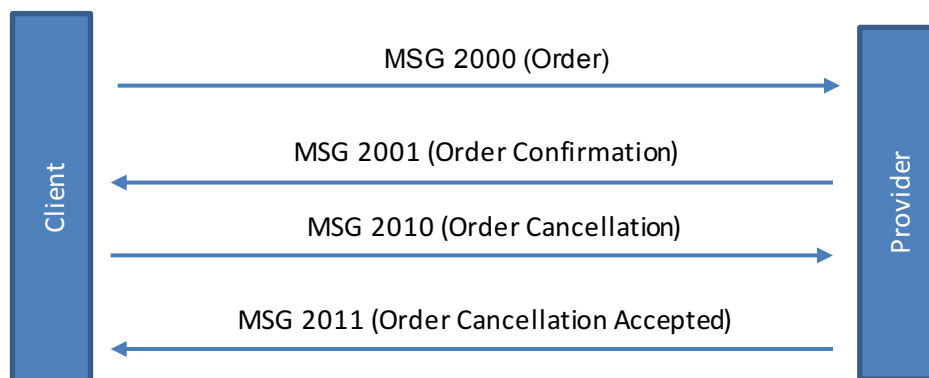 MSG 2000 (Order)
MSG 2001 (Order Confirmation)
MSG 2010 (Order Cancellation)
MSG 2011 (Order Cancellation Accepted)
Client
Provider